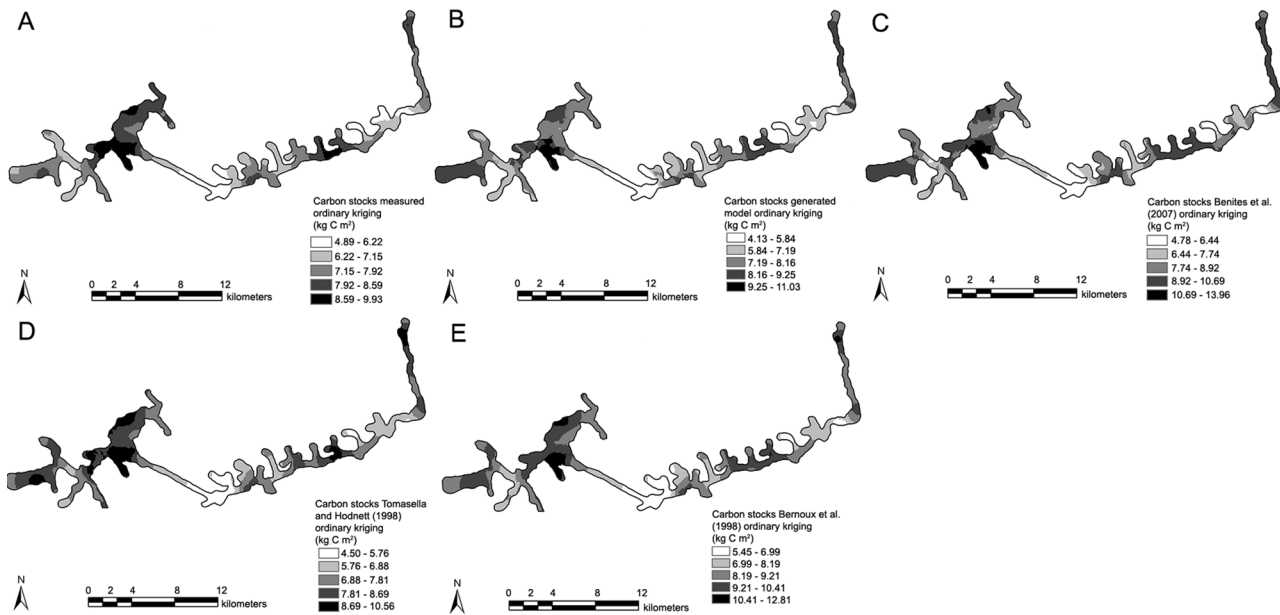 A
Carbon stocks measured
ordinary kriging
(kg C m²)
4.89 - 6.22
6.22 - 7.15
7.15 - 7.92
7.92 - 8.59
8.59 - 9.93
N
0 2 4 8 12
kilometers
B
Carbon stocks generated
model ordinary kriging
(kg C m²)
4.13 - 5.84
5.84 - 7.19
7.19 - 8.16
8.16 - 9.25
9.25 - 11.03
N
0 2 4 8 12
kilometers
C
Carbon stocks Benites et al.
(2007) ordinary kriging
(kg C m²)
4.78 - 6.44
6.44 - 7.74
7.74 - 8.92
8.92 - 10.69
10.69 - 13.96
N
0 2 4 8 12
kilometers
D
Carbon stocks Tomasella
and Hodnett (1998)
ordinary kriging
(kg C m²)
4.50 - 5.76
5.76 - 6.88
6.88 - 7.81
7.81 - 8.69
8.69 - 10.56
N
0 2 4 8 12
kilometers
E
Carbon stocks Bernoux et al.
(1998) ordinary kriging
(kg C m²)
5.45 - 6.99
6.99 - 8.19
8.19 - 9.21
9.21 - 10.41
10.41 - 12.81
N
0 2 4 8 12
kilometers